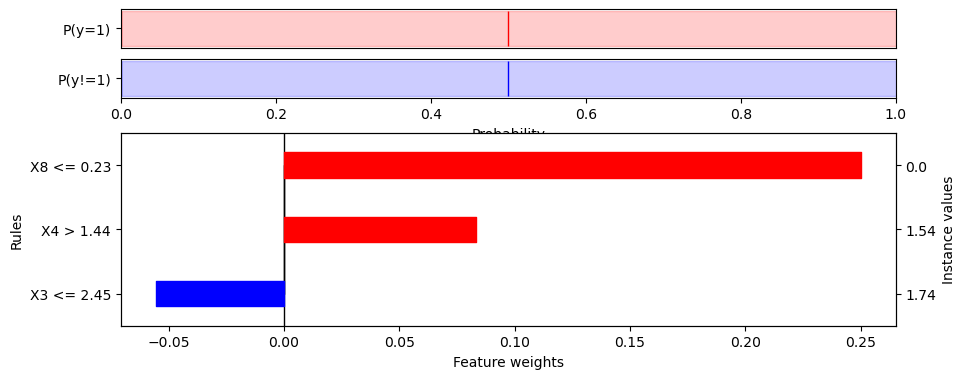 P(y=1)
P(y!=1)
0.0 0.2 0.4 0.6 0.8 1.0
Probability
X8 <= 0.23 0.0
X4 > 1.44 1.54
X3 <= 2.45 1.74
Rules
Instance values
−0.05 0.00 0.05 0.10 0.15 0.20 0.25
Feature weights